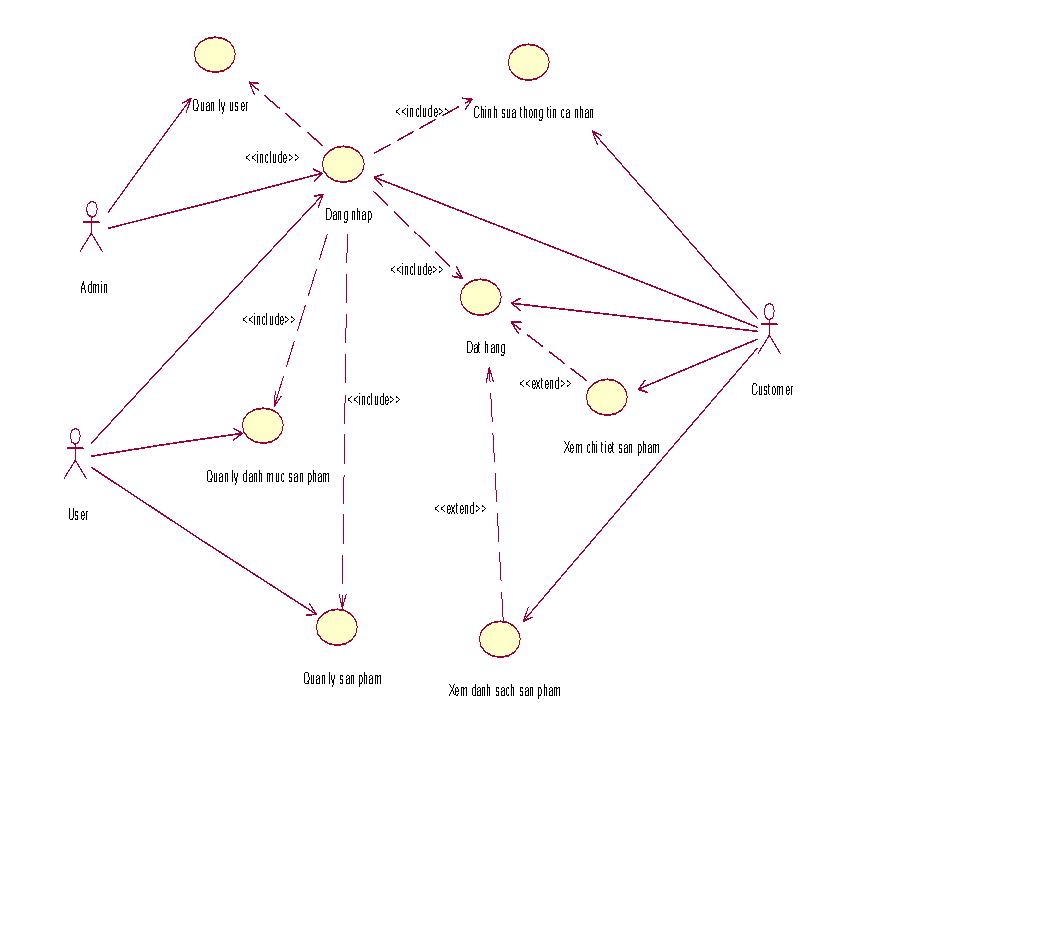 Quan ly user
<<include>>
Chinh sua thong tin ca nhan
<<include>>
Dang nhap
Admin
<<include>>
<<include>>
Dat hang
<<extend>>
Customer
<<include>>
Xem chi tiet san pham
Quan ly danh muc san pham
User
<<extend>>
Quan ly san pham
Xem danh sach san pham